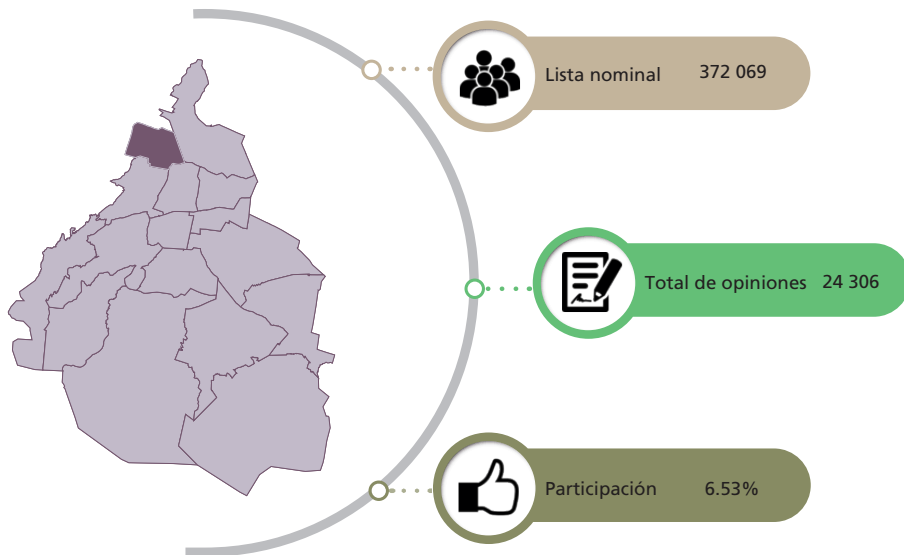 Lista nominal 372 069
Total de opiniones 24 306
Participación 6.53%